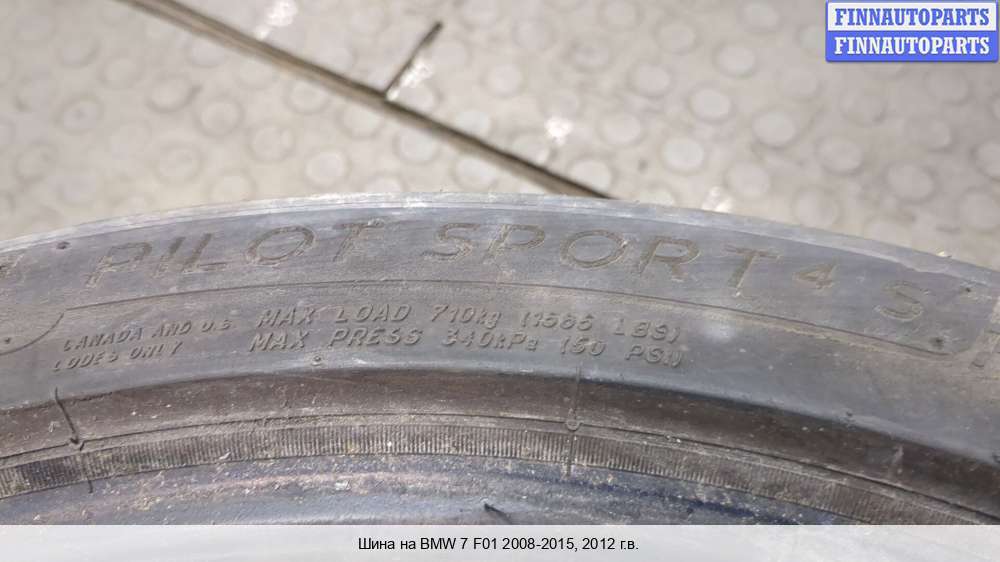 FINNAUTOPARTS
FINNAUTOPARTS
PILOT SPORT 4 S
CANADA AND U.S. MAX LOAD 710kg (1565 LBS)
CODES ONLY MAX PRESS 340kPa (50 PSI)
Шина на BMW 7 F01 2008-2015, 2012 г.в.